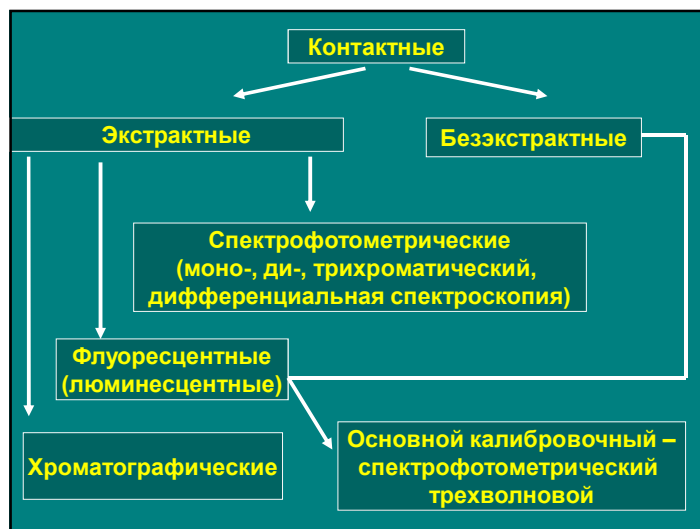 Контактные
Экстрактные
Безэкстрактные
Спектрофотометрические
(моно-, ди-, трихроматический,
дифференциальная спектроскопия)
Флуоресцентные
(люминесцентные)
Хроматографические
Основной калибровочный –
спектрофотометрический
трехволновой